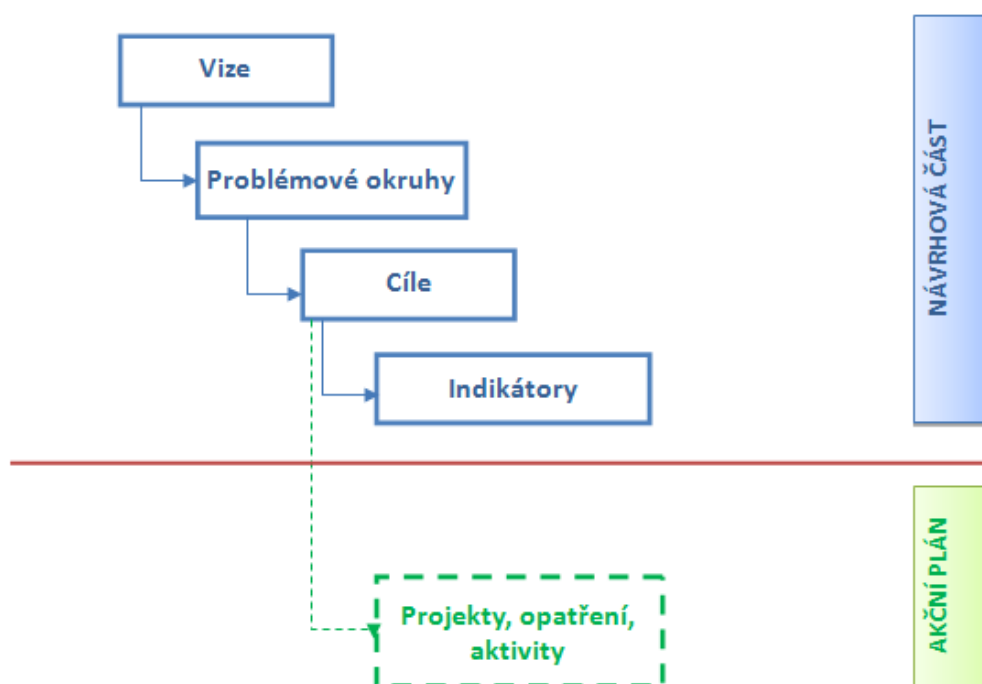 Vize
Problémové okruhy
Cíle
Indikátory
NÁVRHOVÁ ČÁST
Projekty, opatření,
aktivity
AKČNÍ PLÁN